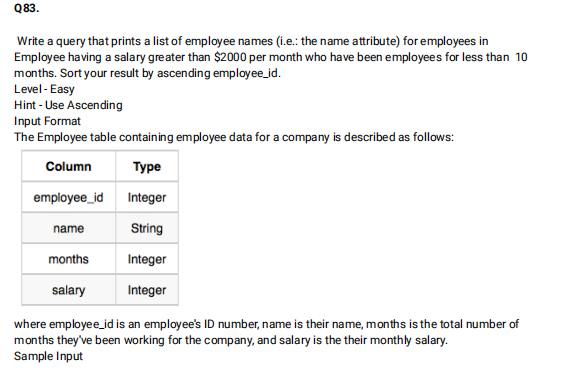 Q83.
Write a query that prints a list of employee names (i.e.: the name attribute) for employees in
Employee having a salary greater than $2000 per month who have been employees for less than 10
months. Sort your result by ascending employee_id.
Level - Easy
Hint - Use Ascending
Input Format
The Employee table containing employee data for a company is described as follows:
Column Type
employee_id Integer
name String
months Integer
salary Integer
where employee_id is an employee's ID number, name is their name, months is the total number of
months they've been working for the company, and salary is the their monthly salary.
Sample Input